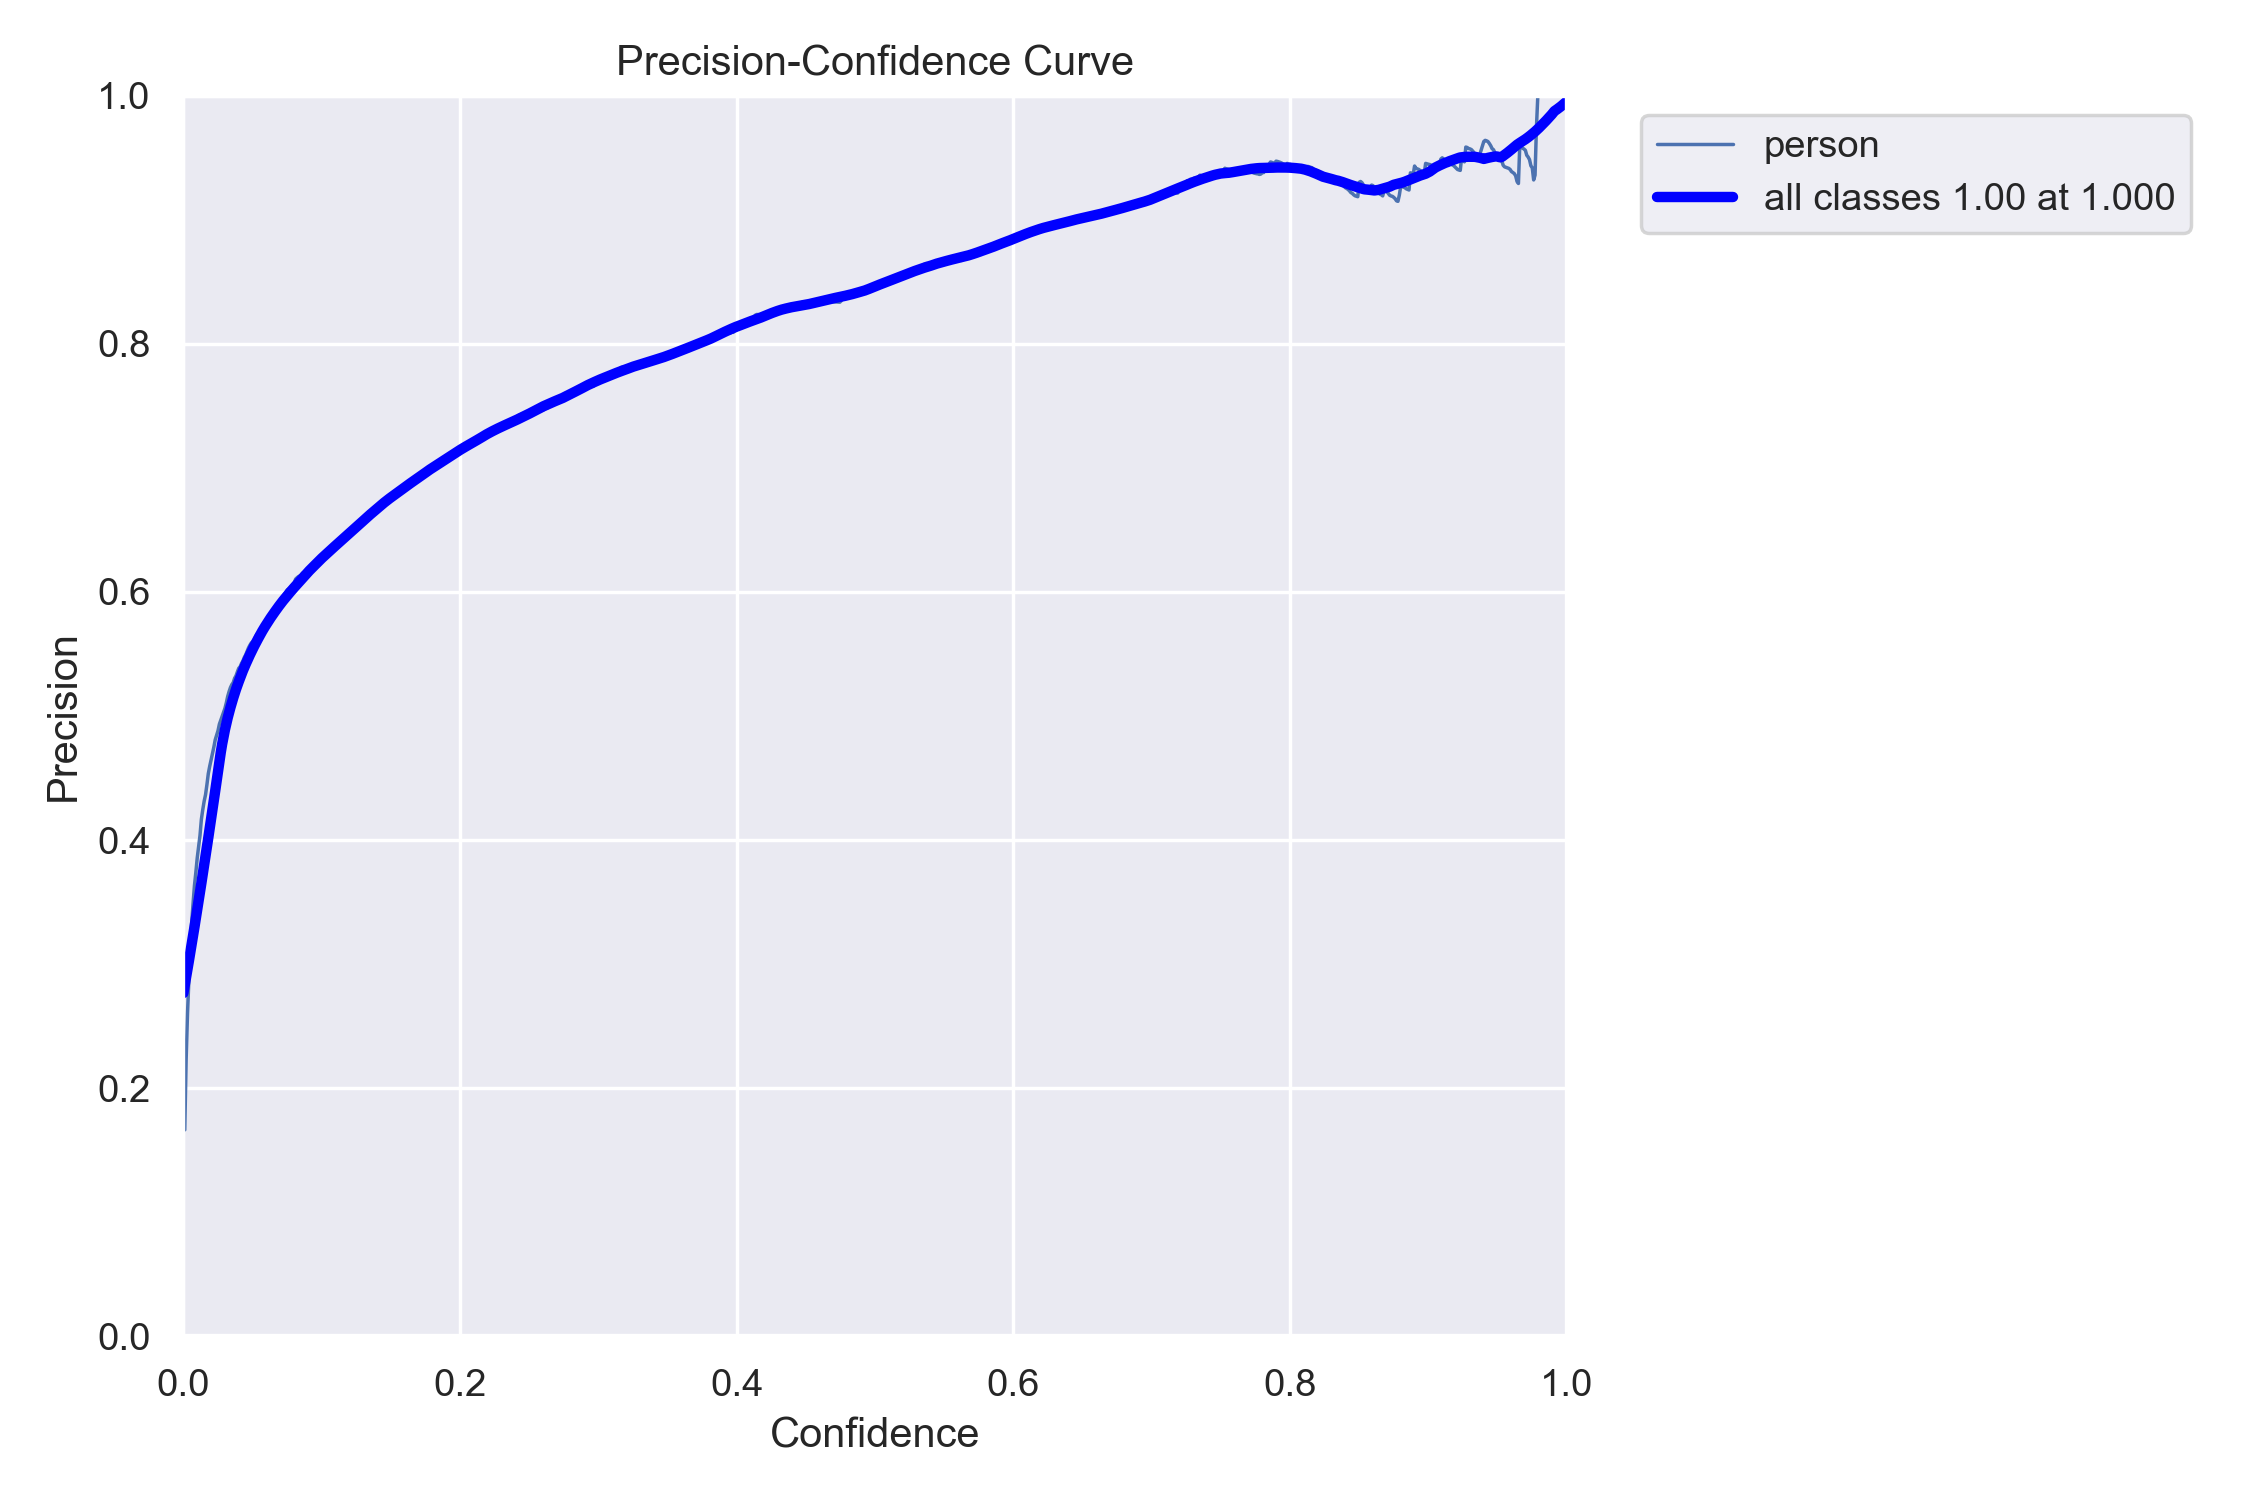 Precision-Confidence Curve
1.0
0.8
0.6
0.4
0.2
0.0
Precision
0.0 0.2 0.4 0.6 0.8 1.0
Confidence
person
all classes 1.00 at 1.000